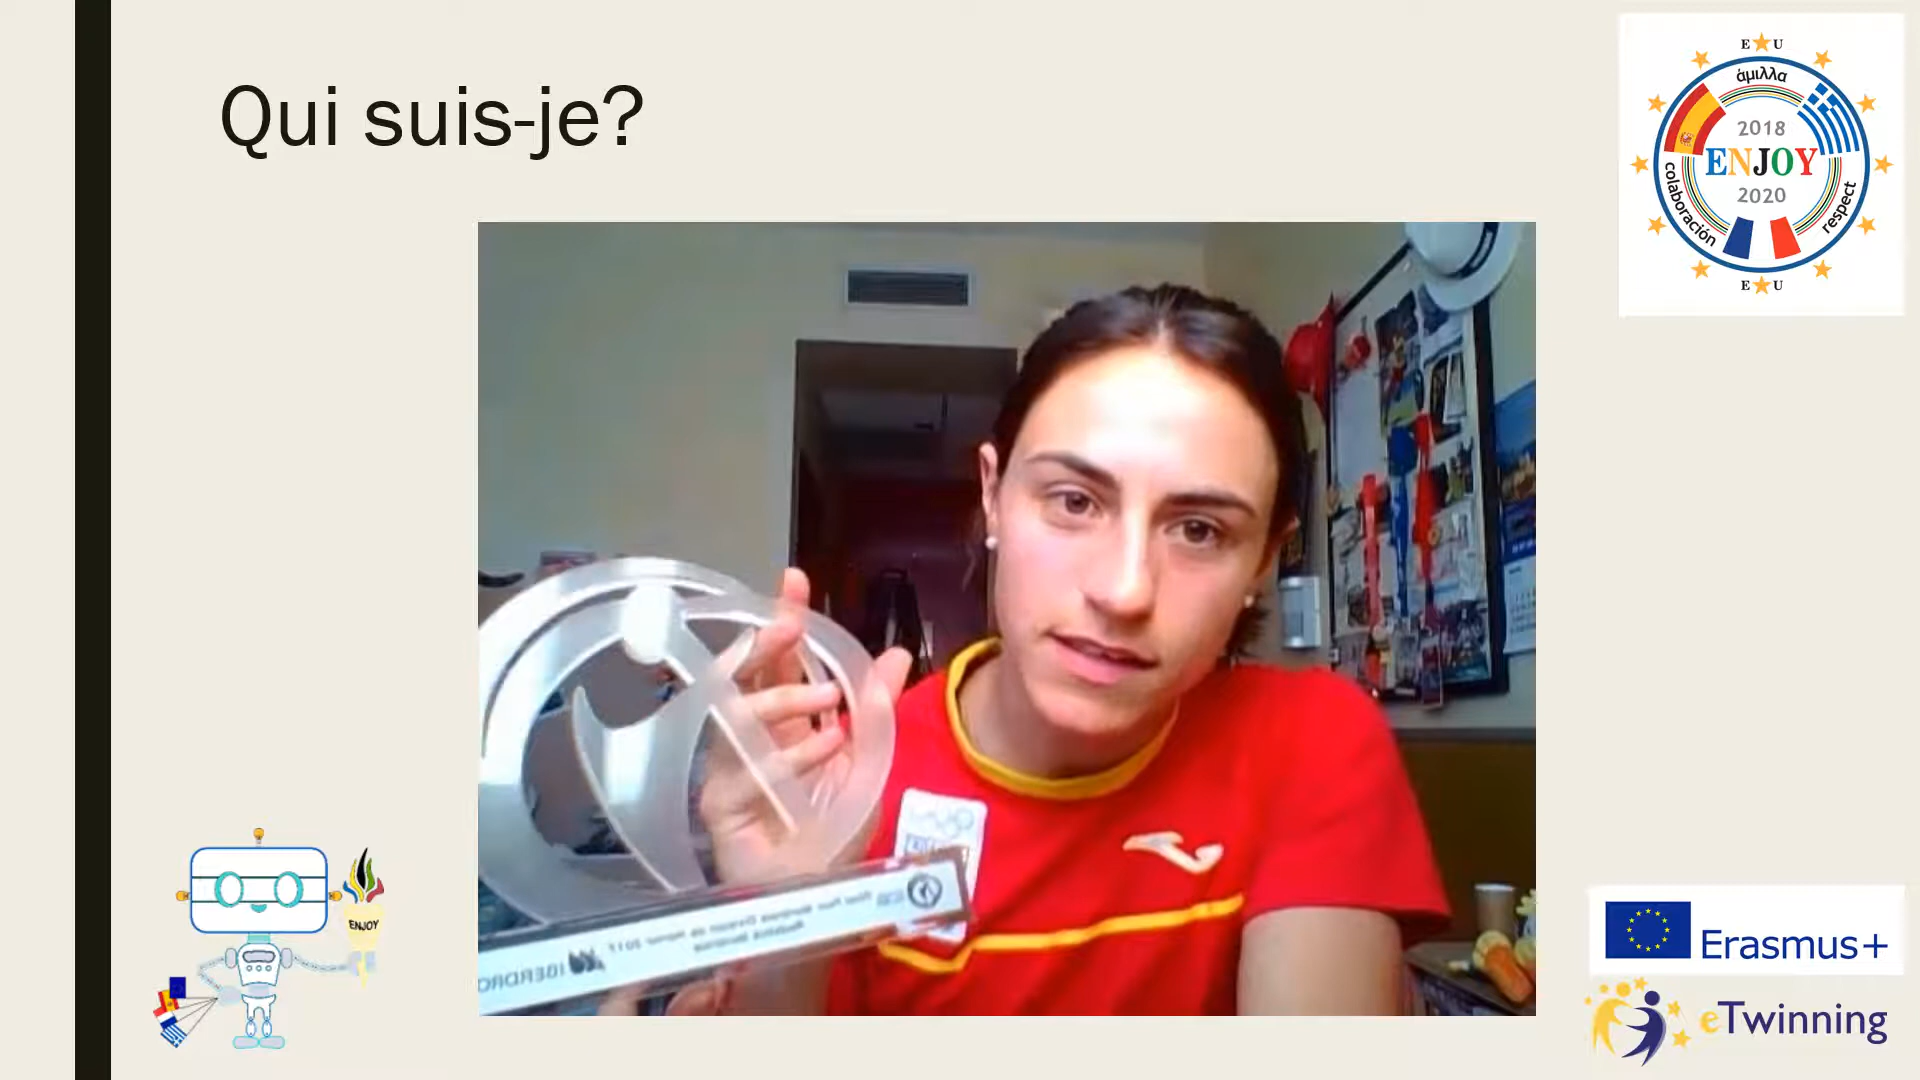 Qui suis-je?
E U
άμιλλα
2018
ENJOY
2020
colaboración
respect
E U
ENJOY
Erasmus+
eTwinning